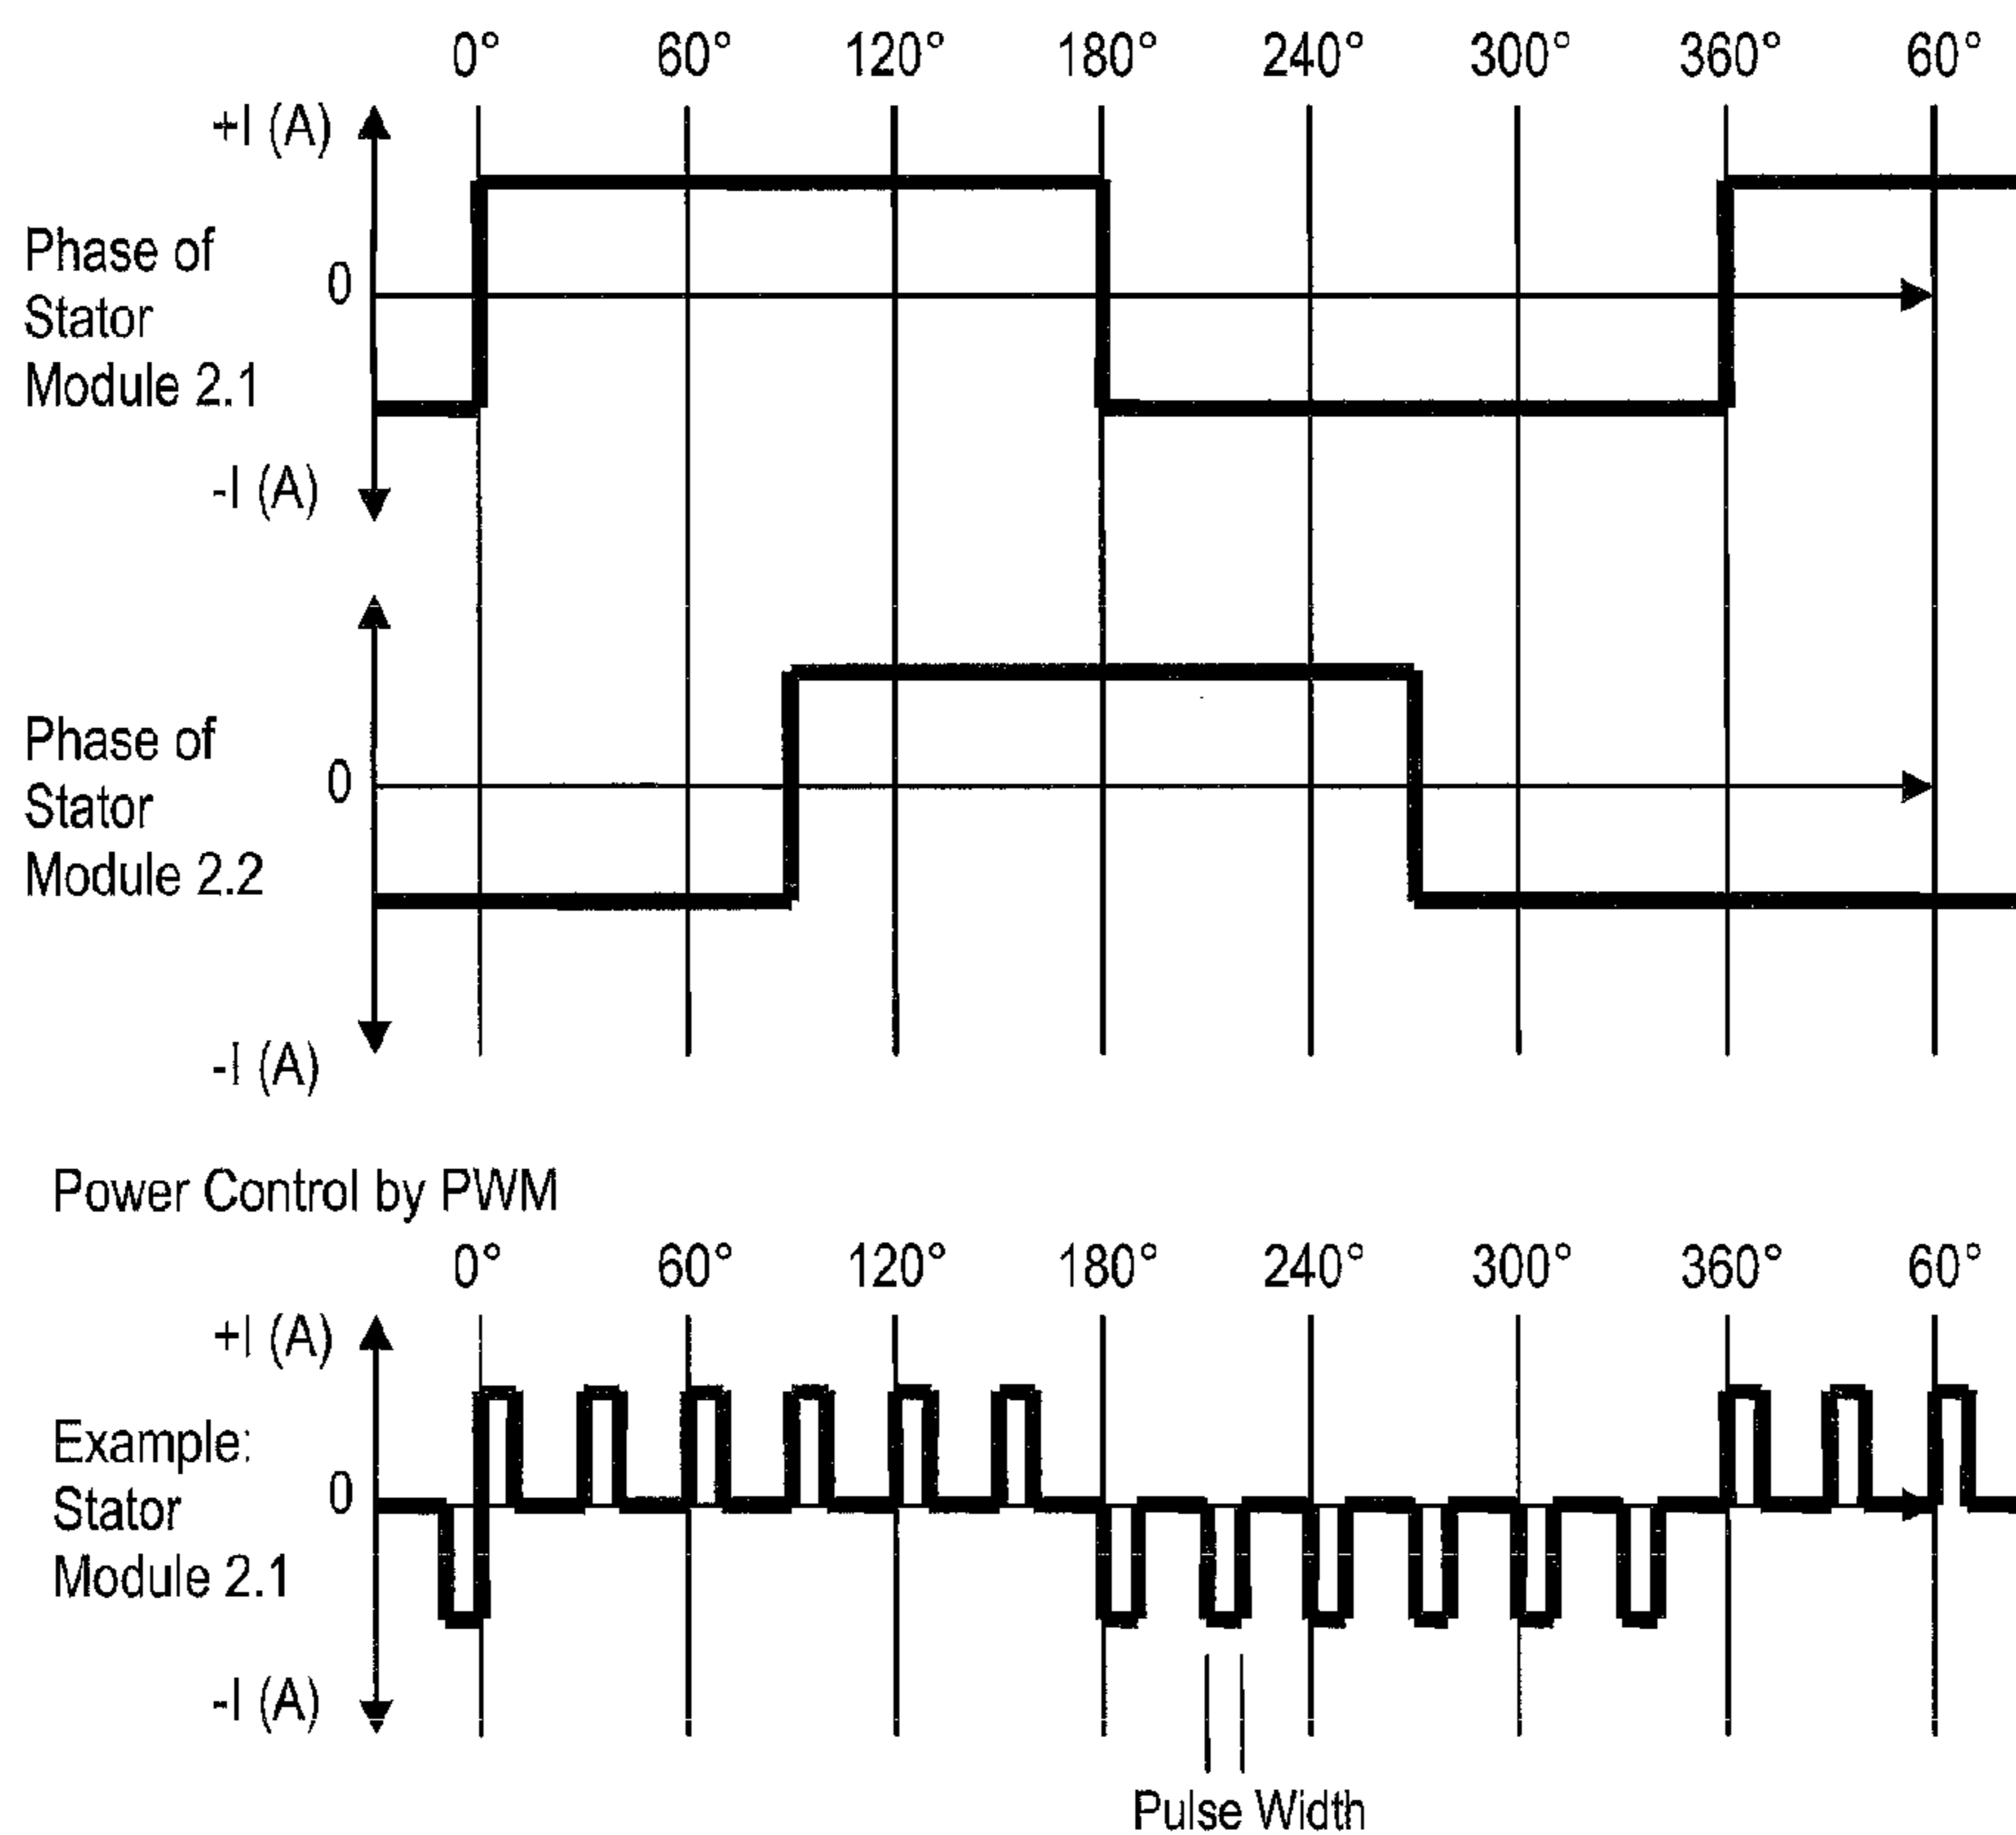 0° 60° 120° 180° 240° 300° 360° 60°
+I (A)
Phase of
Stator
Module 2.1
0
-I (A)
Phase of
Stator
Module 2.2
0
-I (A)
Power Control by PWM
0° 60° 120° 180° 240° 300° 360° 60°
+I (A)
Example:
Stator
Module 2.1
0
-I (A)
Pulse Width